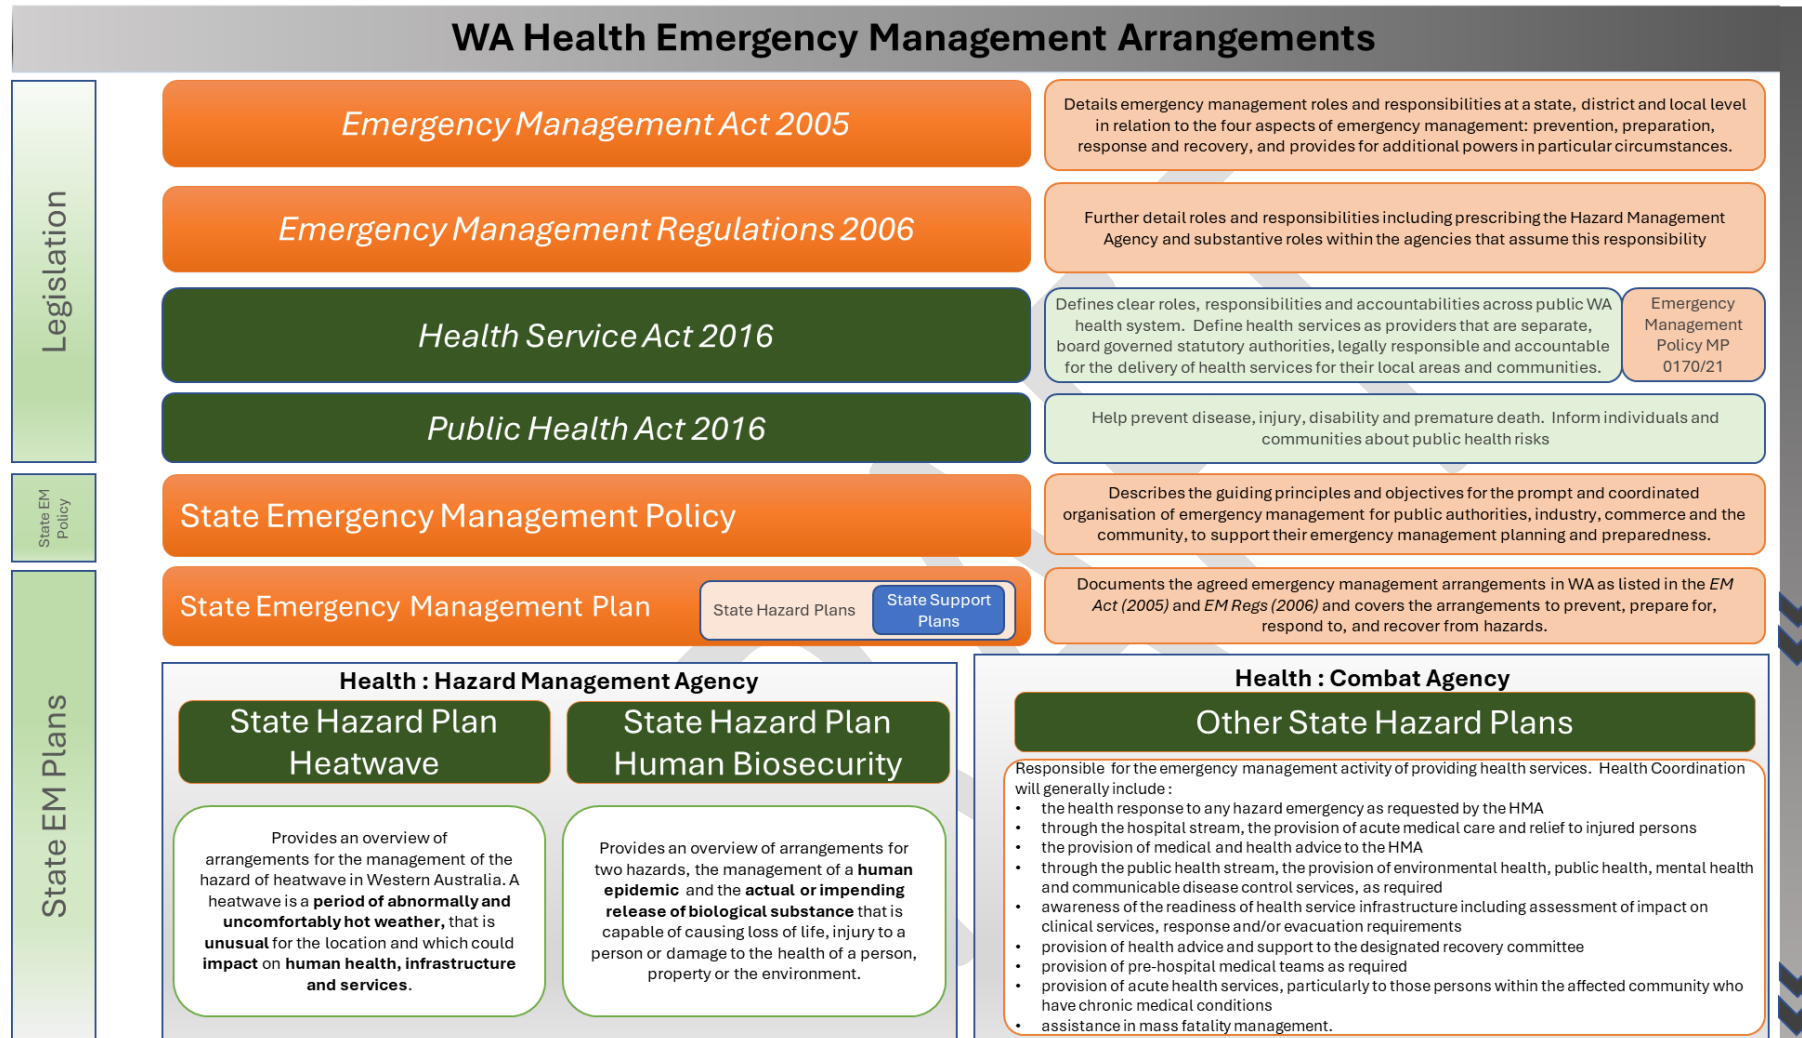 WA Health Emergency Management Arrangements
Legislation
Emergency Management Act 2005
Details emergency management roles and responsibilities at a state, district and local level
in relation to the four aspects of emergency management: prevention, preparation,
response and recovery, and provides for additional powers in particular circumstances.
Emergency Management Regulations 2006
Further detail roles and responsibilities including prescribing the Hazard Management
Agency and substantive roles within the agencies that assume this responsibility
Health Service Act 2016
Defines clear roles, responsibilities and accountabilities across public WA
health system. Define health services as providers that are separate,
board governed statutory authorities, legally responsible and accountable
for the delivery of health services for their local areas and communities.
Emergency
Management
Policy MP
0170/21
Public Health Act 2016
Help prevent disease, injury, disability and premature death. Inform individuals and
communities about public health risks
State EM
Policy
State Emergency Management Policy
Describes the guiding principles and objectives for the prompt and coordinated
organisation of emergency management for public authorities, industry, commerce and the
community, to support their emergency management planning and preparedness.
State EM Plans
State Emergency Management Plan
State Hazard Plans
State Support
Plans
Documents the agreed emergency management arrangements in WA as listed in the EM
Act (2005) and EM Regs (2006) and covers the arrangements to prevent, prepare for,
respond to, and recover from hazards.
Health : Hazard Management Agency
State Hazard Plan
Heatwave
Provides an overview of
arrangements for the management of the
hazard of heatwave in Western Australia. A
heatwave is a period of abnormally and
uncomfortably hot weather, that is
unusual for the location and which could
impact on human health, infrastructure
and services.
State Hazard Plan
Human Biosecurity
Provides an overview of arrangements for
two hazards, the management of a human
epidemic and the actual or impending
release of biological substance that is
capable of causing loss of life, injury to a
person or damage to the health of a person,
property or the environment.
Health : Combat Agency
Other State Hazard Plans
Responsible for the emergency management activity of providing health services. Health Coordination
will generally include :
• the health response to any hazard emergency as requested by the HMA
• through the hospital stream, the provision of acute medical care and relief to injured persons
• the provision of medical and health advice to the HMA
• through the public health stream, the provision of environmental health, public health, mental health
and communicable disease control services, as required
• awareness of the readiness of health service infrastructure including assessment of impact on
clinical services, response and/or evacuation requirements
• provision of health advice and support to the designated recovery committee
• provision of pre-hospital medical teams as required
• provision of acute health services, particularly to those persons within the affected community who
have chronic medical conditions
• assistance in mass fatality management.